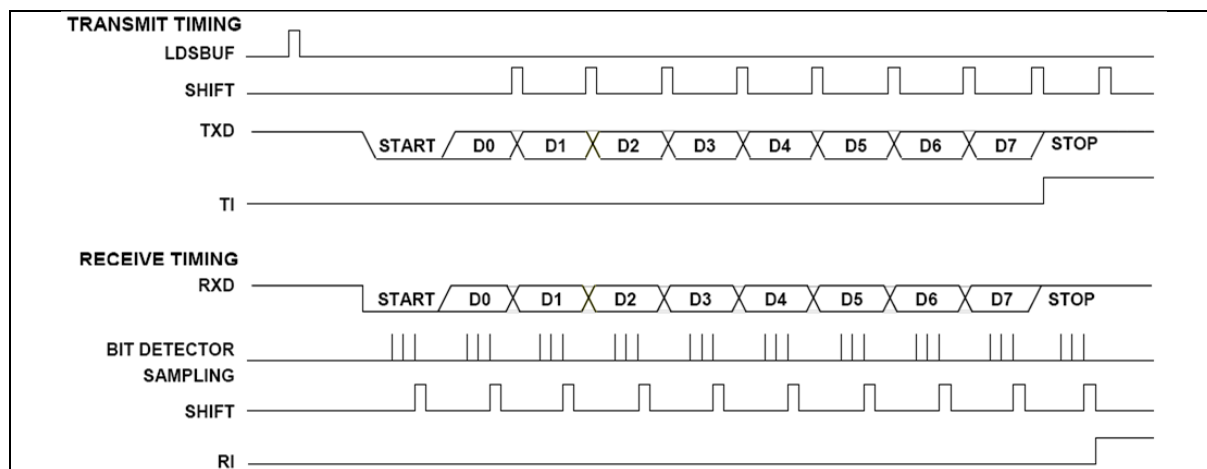 TRANSMIT TIMING
LDSBUF
SHIFT
TXD START D0 D1 D2 D3 D4 D5 D6 D7 STOP
TI
RECEIVE TIMING
RXD START D0 D1 D2 D3 D4 D5 D6 D7 STOP
BIT DETECTOR
SAMPLING
SHIFT
RI